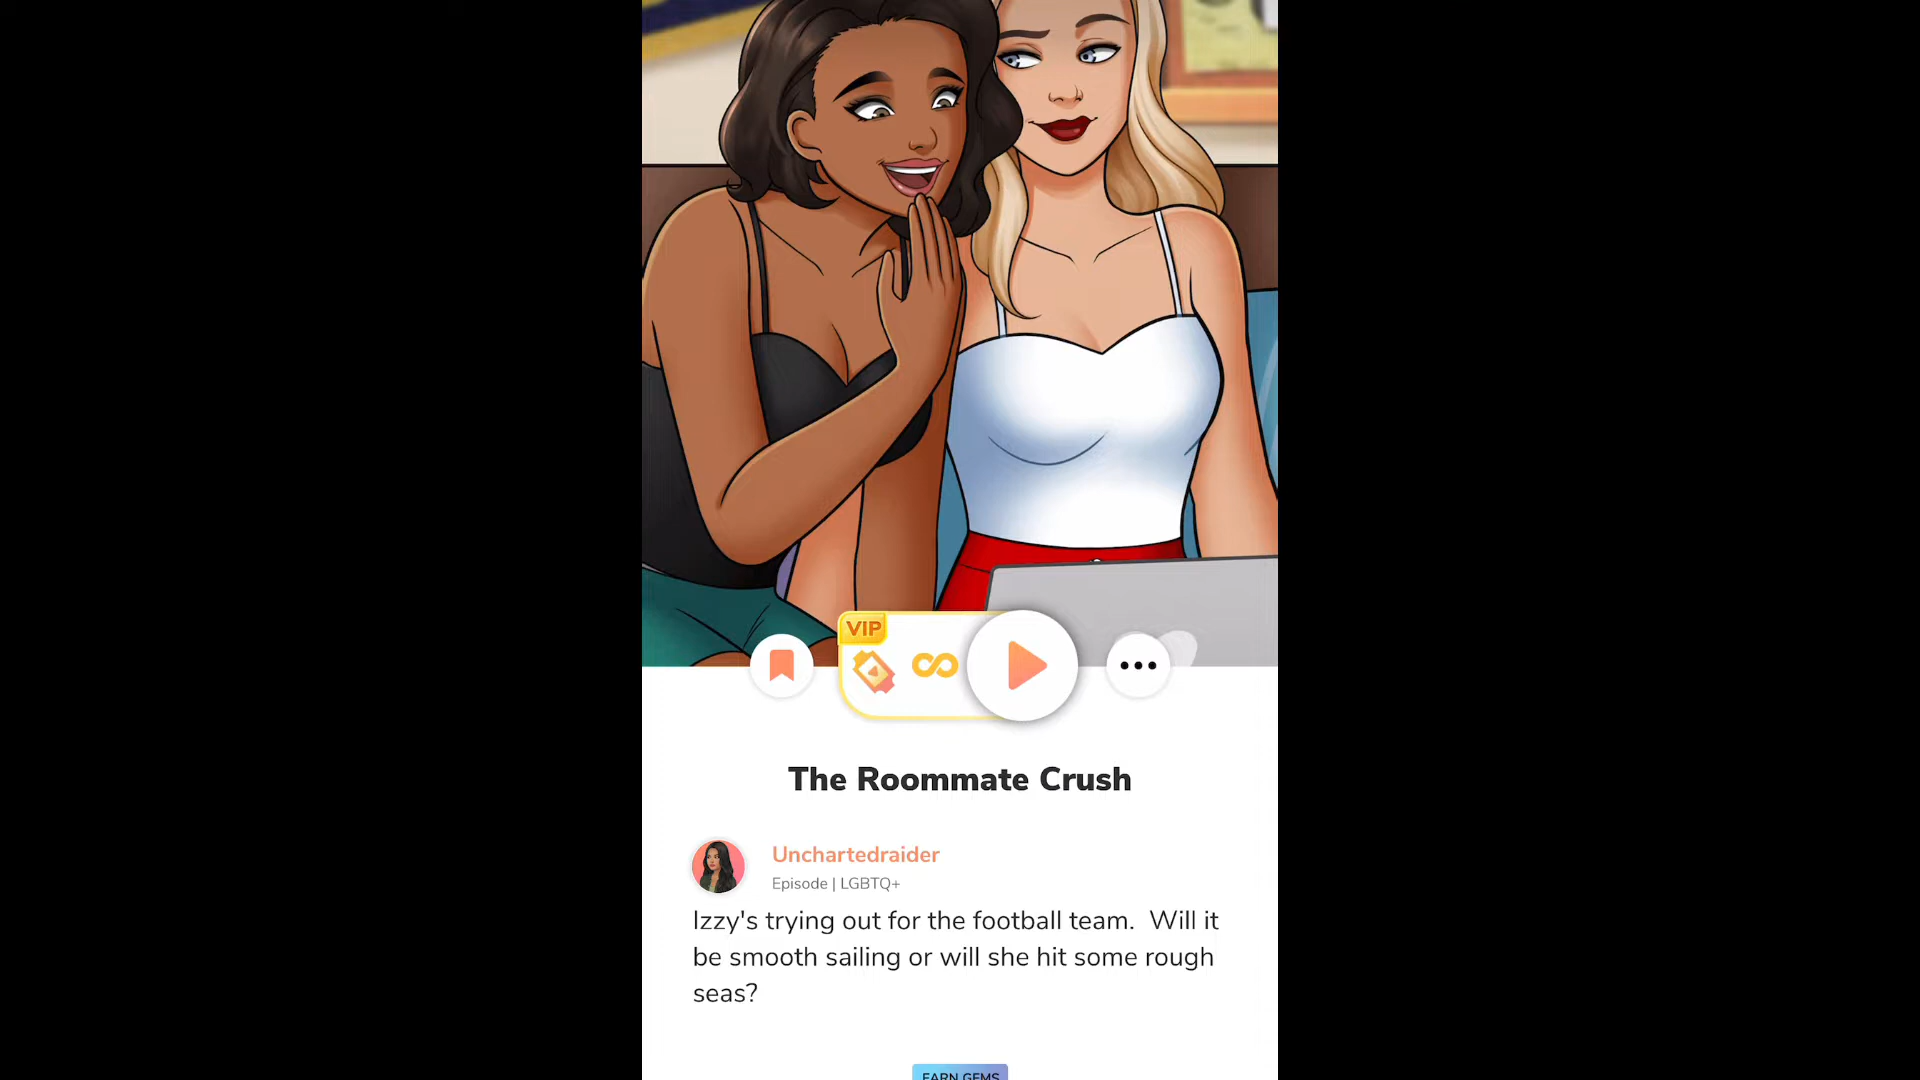 VIP
The Roommate Crush
Unchartedraider
Episode | LGBTQ+
Izzy's trying out for the football team.  Will it
be smooth sailing or will she hit some rough
seas?
EARN GEMS